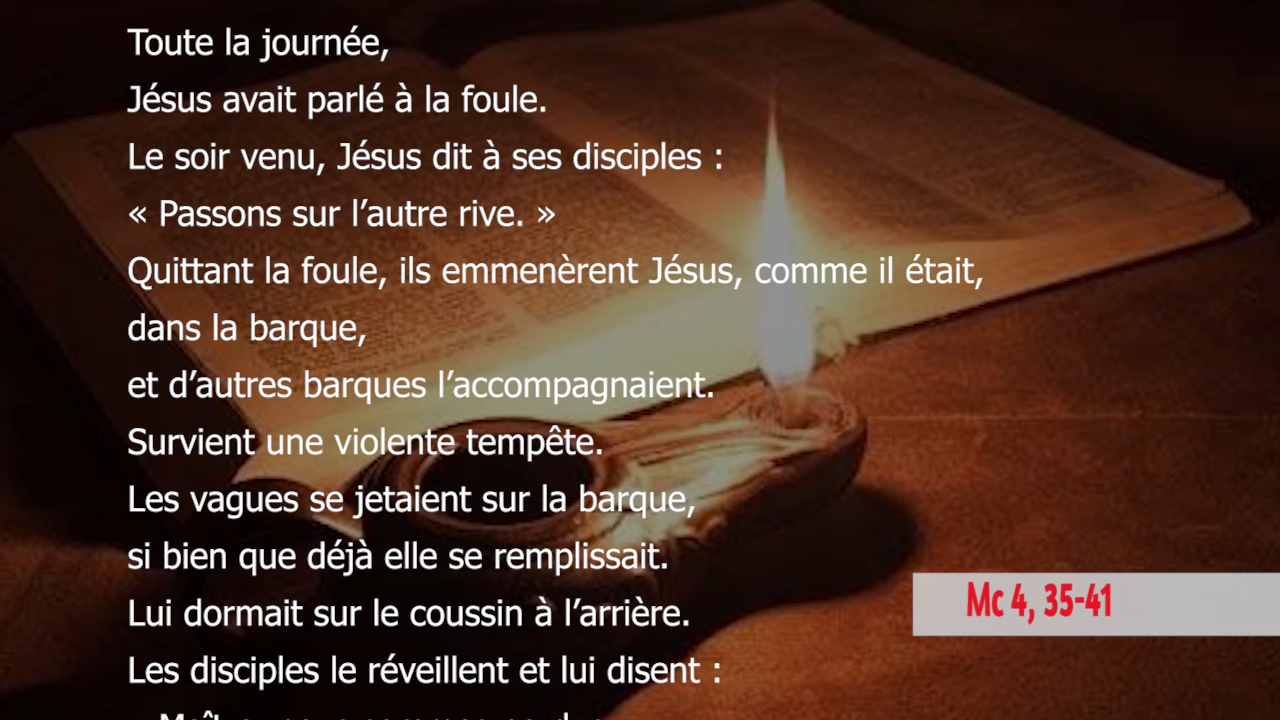 Toute la journée,
Jésus avait parlé à la foule.
Le soir venu, Jésus dit à ses disciples :
« Passons sur l’autre rive. »
Quittant la foule, ils emmenèrent Jésus, comme il était,
dans la barque,
et d’autres barques l’accompagnaient.
Survient une violente tempête.
Les vagues se jetaient sur la barque,
si bien que déjà elle se remplissait.
Lui dormait sur le coussin à l’arrière.
Mc 4, 35-41
Les disciples le réveillent et lui disent :